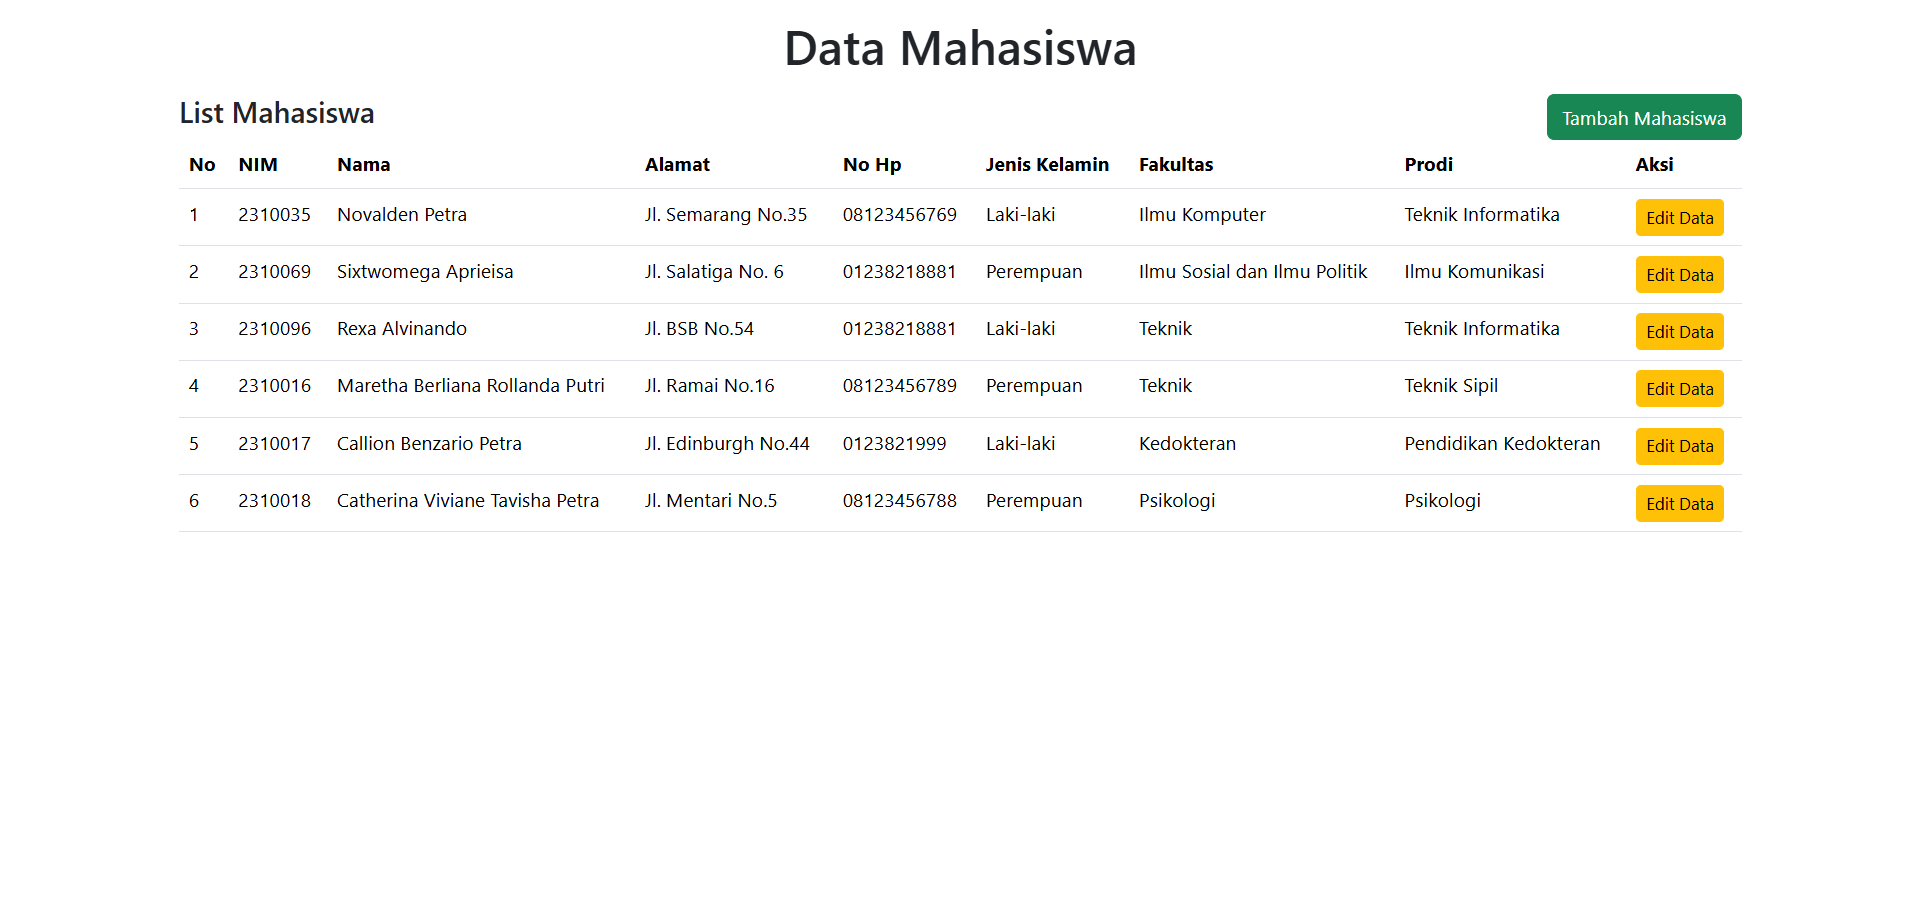 Data Mahasiswa
List Mahasiswa Tambah Mahasiswa
No NIM Nama Alamat No Hp Jenis Kelamin Fakultas Prodi Aksi
1 2310035 Novalden Petra Jl. Semarang No.35 08123456769 Laki-laki Ilmu Komputer Teknik Informatika Edit Data
2 2310069 Sixtwomega Aprieisa Jl. Salatiga No. 6 01238218881 Perempuan Ilmu Sosial dan Ilmu Politik Ilmu Komunikasi Edit Data
3 2310096 Rexa Alvinando Jl. BSB No.54 01238218881 Laki-laki Teknik Teknik Informatika Edit Data
4 2310016 Maretha Berliana Rollanda Putri Jl. Ramai No.16 08123456789 Perempuan Teknik Teknik Sipil Edit Data
5 2310017 Callion Benzario Petra Jl. Edinburgh No.44 0123821999 Laki-laki Kedokteran Pendidikan Kedokteran Edit Data
6 2310018 Catherina Viviane Tavisha Petra Jl. Mentari No.5 08123456788 Perempuan Psikologi Psikologi Edit Data